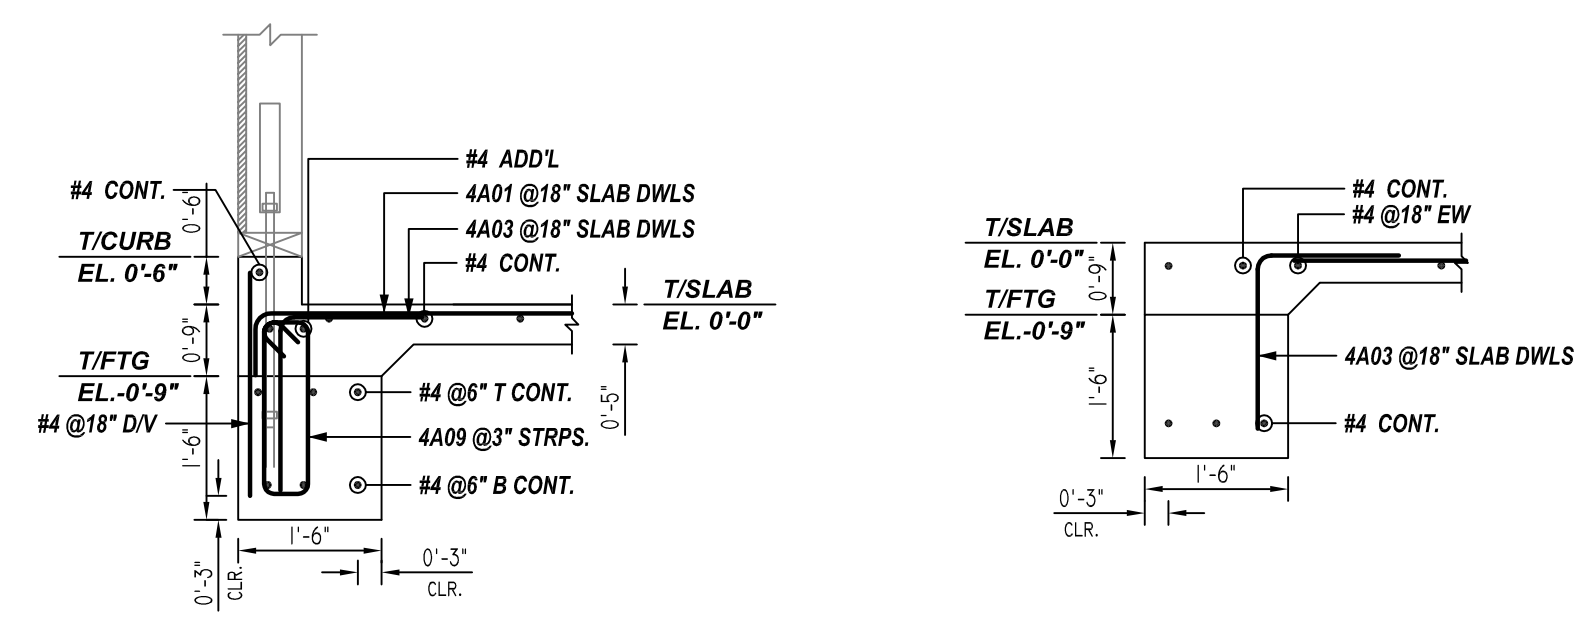 #4 ADD'L
#4 CONT.
4A01 @18" SLAB DWLS
0'-6"
T/CURB
EL. 0'-6"
4A03 @18" SLAB DWLS
#4 CONT.
T/SLAB
EL. 0'-0"
0'-9"
T/FTG
EL.-0'-9"
#4 @6" T CONT.
0'-5"
#4 @18" D/V
4A09 @3" STRPS.
1'-6"
#4 @6" B CONT.
1'-6"
0'-3"
CLR.
0'-3"
CLR.
#4 CONT.
#4 @18" EW
T/SLAB
EL. 0'-0"
0'-9"
T/FTG
EL.-0'-9"
4A03 @18" SLAB DWLS
1'-6"
#4 CONT.
1'-6"
0'-3"
CLR.